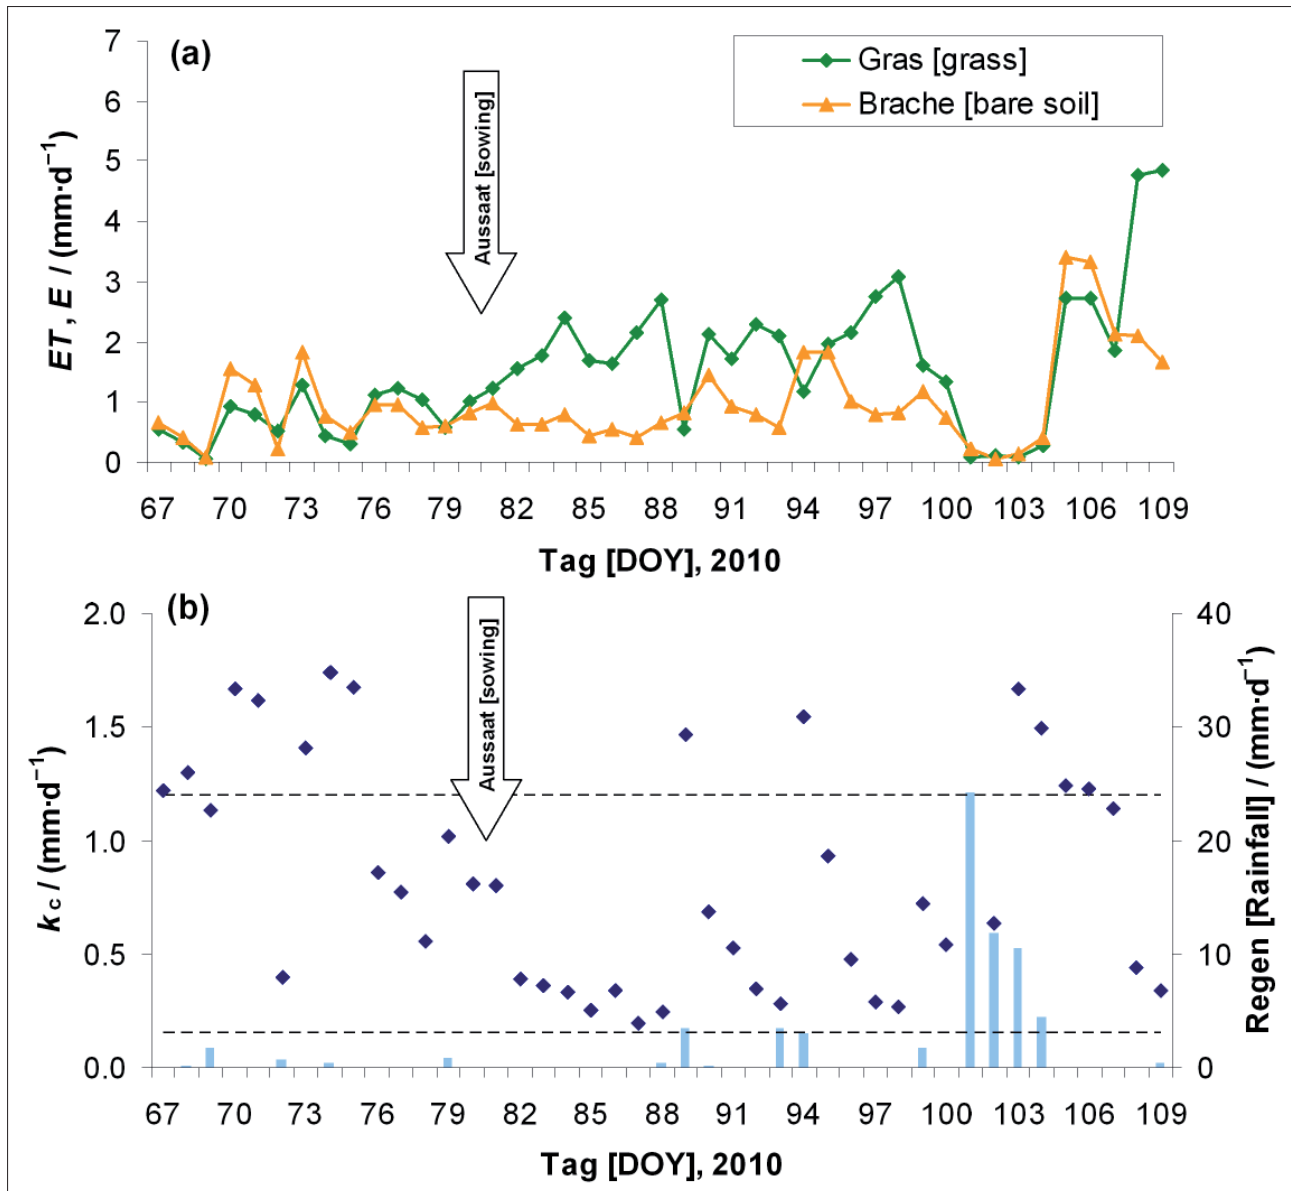 (a)
Gras [grass]
Brache [bare soil]
Aussaat [sowing]
ET, E / (mm·d⁻¹)
7
6
5
4
3
2
1
0
67 70 73 76 79 82 85 88 91 94 97 100 103 106 109
Tag [DOY], 2010
(b)
Aussaat [sowing]
kc / (mm·d⁻¹)
2.0
1.5
1.0
0.5
0.0
40
30
20
10
0
Regen [Rainfall] / (mm·d⁻¹)
67 70 73 76 79 82 85 88 91 94 97 100 103 106 109
Tag [DOY], 2010